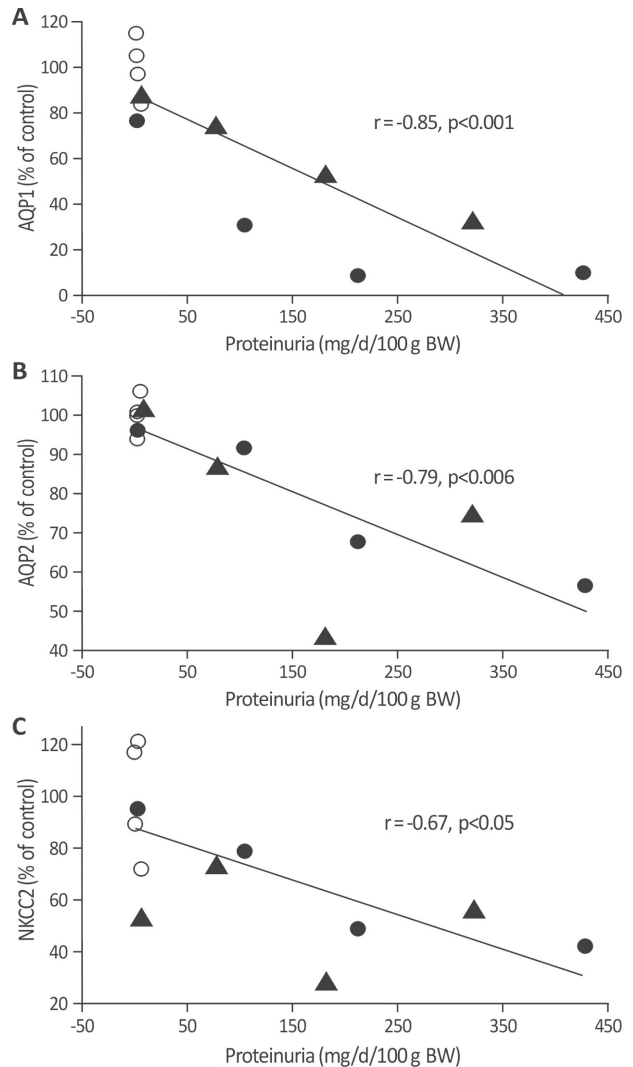 A
120
100
80
60
40
20
0
AQP1 (% of control)
r = -0.85, p<0.001
-50 50 150 250 350 450
Proteinuria (mg/d/100 g BW)
B
110
100
90
80
70
60
50
40
AQP2 (% of control)
r = -0.79, p<0.006
-50 50 150 250 350 450
Proteinuria (mg/d/100 g BW)
C
120
100
80
60
40
20
NKCC2 (% of control)
r = -0.67, p<0.05
-50 50 150 250 350 450
Proteinuria (mg/d/100 g BW)